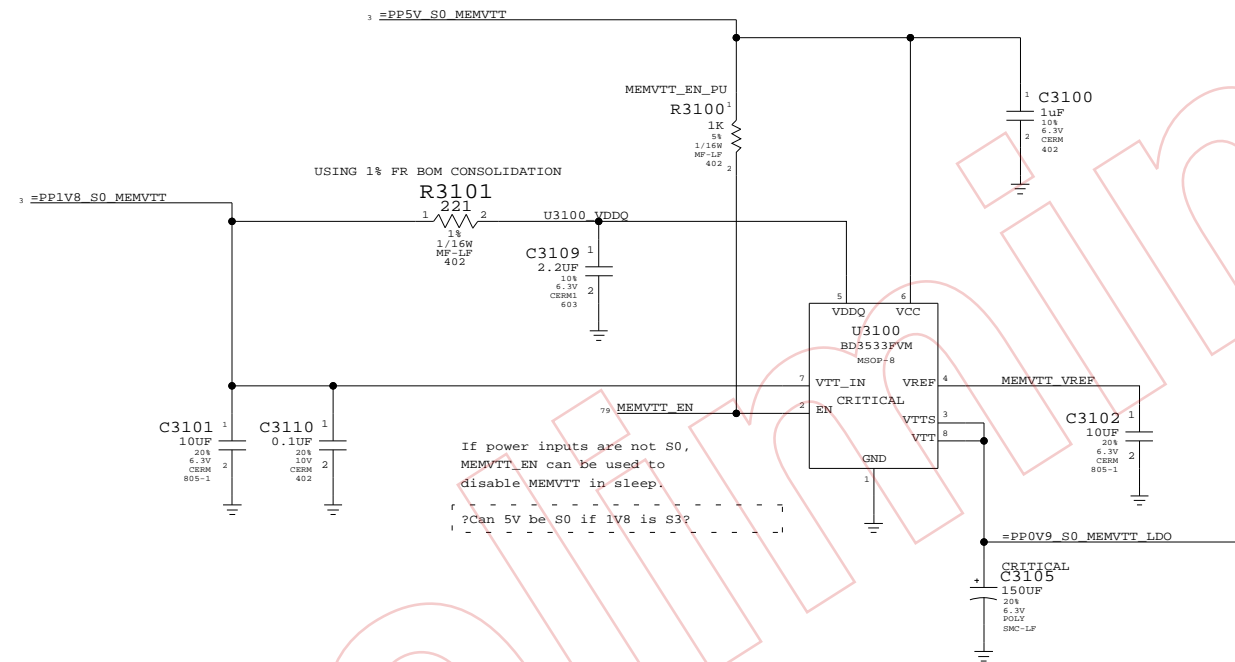 3 =PP5V_S0_MEMVTT
MEMVTT_EN_PU
R3100 1
1K
5%
1/16W
MF-LF
402 2
1 C3100
1uF
10%
6.3V
2 CERM
402
USING 1% FR BOM CONSOLIDATION
R3101
221
1 2
1%
1/16W
MF-LF
402
3 =PP1V8_S0_MEMVTT
U3100_VDDQ
C3109 1
2.2UF
10%
6.3V
CERM1 2
603
5 6
VDDQ VCC
U3100
BD3533FVM
MSOP-8
7 VTT_IN VREF 4 MEMVTT_VREF
CRITICAL
79 MEMVTT_EN 2 EN
VTTS 3
VTT 8
GND
1
C3101 1
10UF
20%
6.3V 2
CERM
805-1
C3110 1
0.1UF
20%
10V 2
CERM
402
If power inputs are not S0,
MEMVTT_EN can be used to
disable MEMVTT in sleep.
?Can 5V be S0 if 1V8 is S3?
C3102 1
10UF
20%
6.3V 2
CERM
805-1
=PP0V9_S0_MEMVTT_LDO
CRITICAL
+ C3105
150UF
20%
6.3V
POLY
SMC-LF